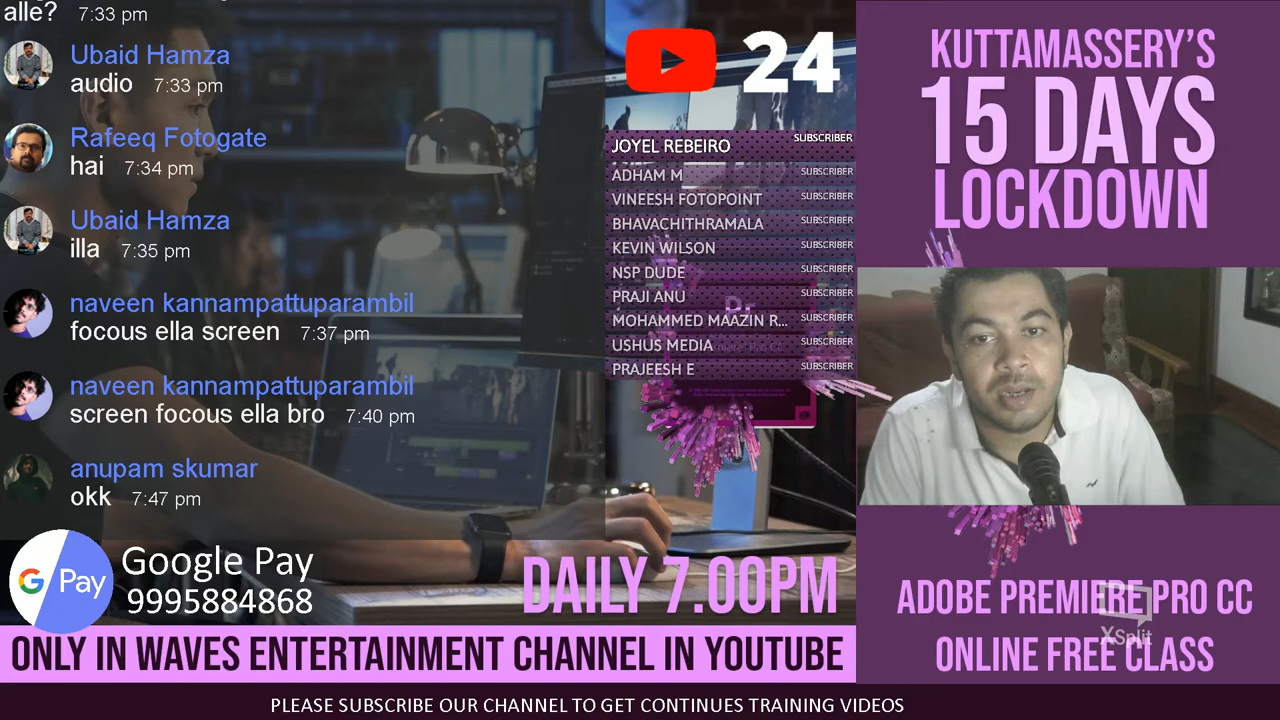 alle? 7:33 pm
Ubaid Hamza
audio 7:33 pm
Rafeeq Fotogate
hai 7:34 pm
Ubaid Hamza
illa 7:35 pm
naveen kannampattuparambil
focous ella screen 7:37 pm
naveen kannampattuparambil
screen focous ella bro 7:40 pm
anupam skumar
okk 7:47 pm
G Pay
Google Pay
9995884868
24
JOYEL REBEIRO SUBSCRIBER
ADHAM M SUBSCRIBER
VINEESH FOTOPOINT SUBSCRIBER
BHAVACHITHRAMALA SUBSCRIBER
KEVIN WILSON SUBSCRIBER
NSP DUDE SUBSCRIBER
PRAJI ANU SUBSCRIBER
MOHAMMED MAAZIN R... SUBSCRIBER
USHUS MEDIA SUBSCRIBER
PRAJEESH E SUBSCRIBER
DAILY 7.00PM
ONLY IN WAVES ENTERTAINMENT CHANNEL IN YOUTUBE
KUTTAMASSERY'S
15 DAYS
LOCKDOWN
ADOBE PREMIERE PRO CC
XSplit
ONLINE FREE CLASS
PLEASE SUBSCRIBE OUR CHANNEL TO GET CONTINUES TRAINING VIDEOS